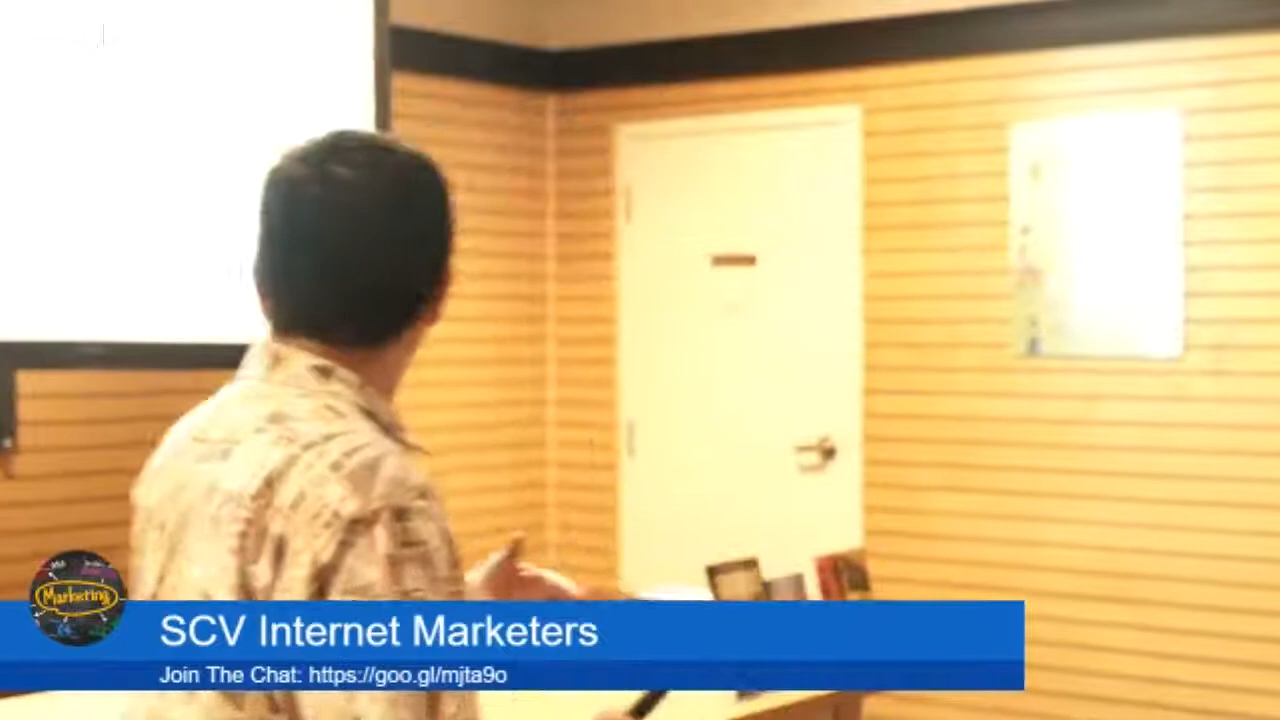 SCV Internet Marketers
Join The Chat: https://goo.gl/mjta9o
Marketing